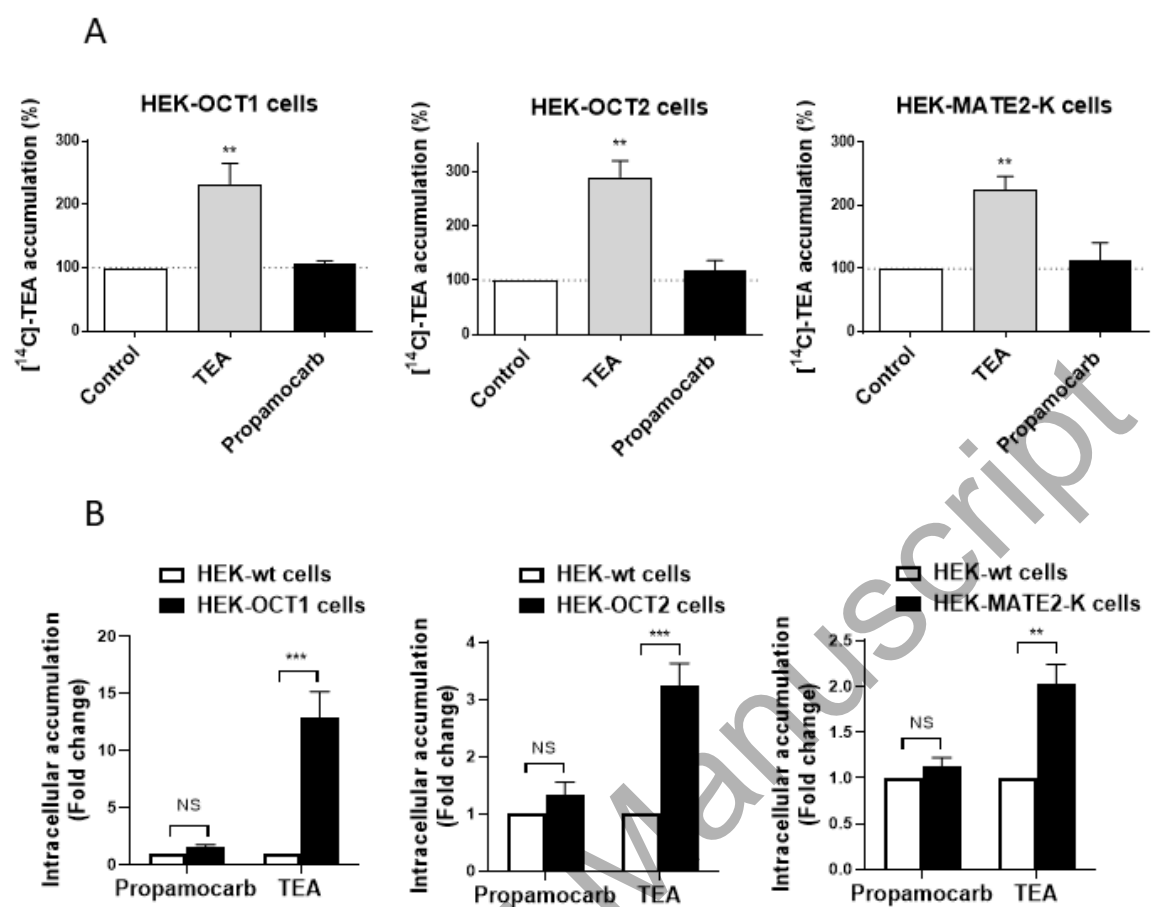 A
HEK-OCT1 cells
[¹⁴C]-TEA accumulation (%)
300
200
100
0
**
Control
TEA
Propamocarb
HEK-OCT2 cells
[¹⁴C]-TEA accumulation (%)
300
200
100
0
**
Control
TEA
Propamocarb
HEK-MATE2-K cells
[¹⁴C]-TEA accumulation (%)
300
200
100
0
**
Control
TEA
Propamocarb
B
HEK-wt cells
HEK-OCT1 cells
Intracellular accumulation
(Fold change)
20
15
10
5
0
NS
***
Propamocarb TEA
HEK-wt cells
HEK-OCT2 cells
Intracellular accumulation
(Fold change)
4
3
2
1
0
NS
***
Propamocarb TEA
HEK-wt cells
HEK-MATE2-K cells
Intracellular accumulation
(Fold change)
2.5
2.0
1.5
1.0
0.5
0.0
NS
**
Propamocarb TEA
Manuscript